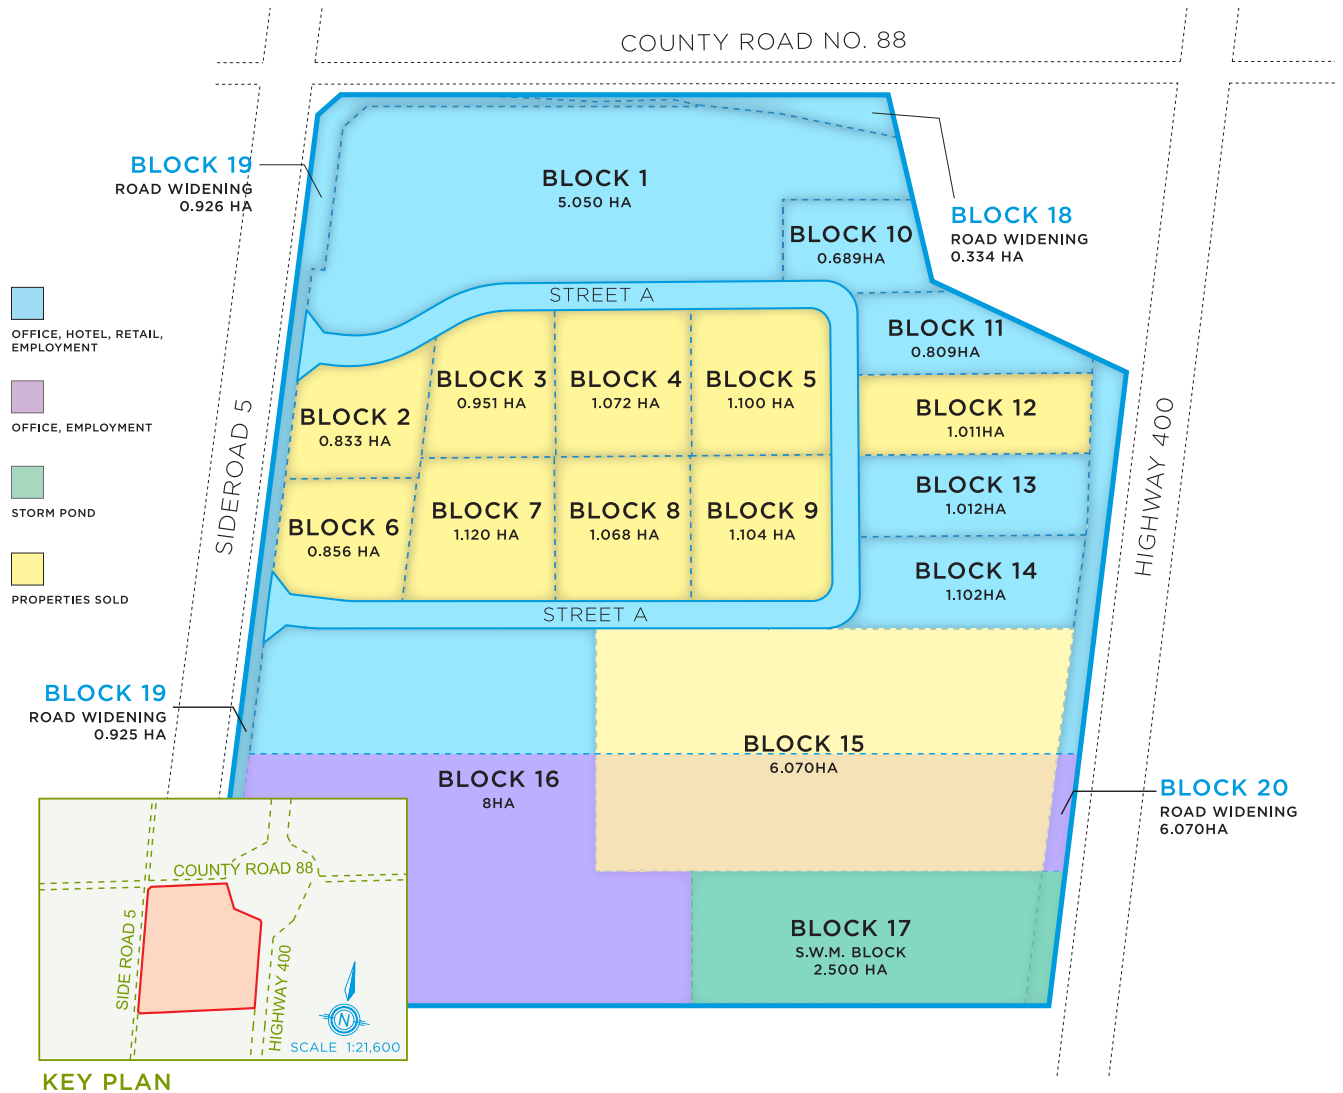 COUNTY ROAD NO. 88
BLOCK 19
ROAD WIDENING
0.926 HA
BLOCK 1
5.050 HA
BLOCK 18
ROAD WIDENING
0.334 HA
BLOCK 10
0.689HA
STREET A
BLOCK 11
0.809HA
OFFICE, HOTEL, RETAIL,
EMPLOYMENT
OFFICE, EMPLOYMENT
STORM POND
PROPERTIES SOLD
SIDEROAD 5
BLOCK 2
0.833 HA
BLOCK 3
0.951 HA
BLOCK 4
1.072 HA
BLOCK 5
1.100 HA
BLOCK 12
1.011HA
HIGHWAY 400
BLOCK 6
0.856 HA
BLOCK 7
1.120 HA
BLOCK 8
1.068 HA
BLOCK 9
1.104 HA
BLOCK 13
1.012HA
BLOCK 14
1.102HA
STREET A
BLOCK 19
ROAD WIDENING
0.925 HA
BLOCK 15
6.070HA
BLOCK 16
8HA
BLOCK 20
ROAD WIDENING
6.070HA
BLOCK 17
S.W.M. BLOCK
2.500 HA
COUNTY ROAD 88
SIDE ROAD 5
HIGHWAY 400
N
SCALE 1:21,600
KEY PLAN